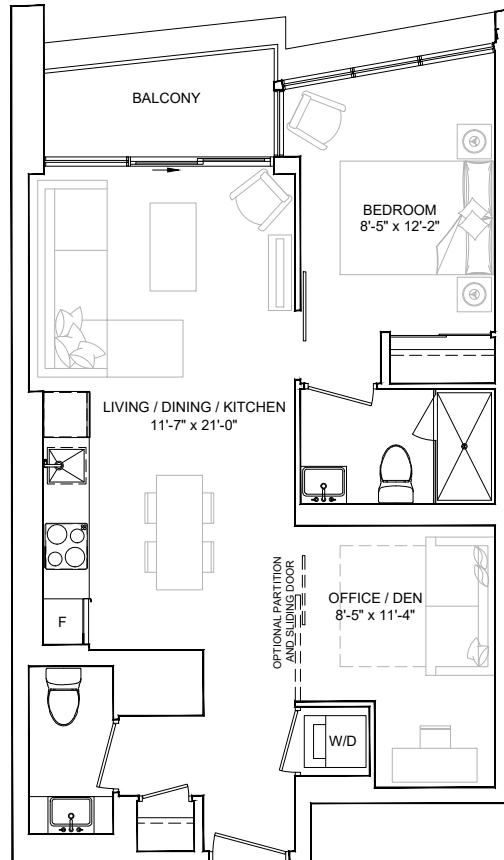 BALCONY
BEDROOM
8'-5" x 12'-2"
LIVING / DINING / KITCHEN
11'-7" x 21'-0"
OPTIONAL PARTITION
AND SLIDING DOOR
OFFICE / DEN
8'-5" x 11'-4"
F
W/D